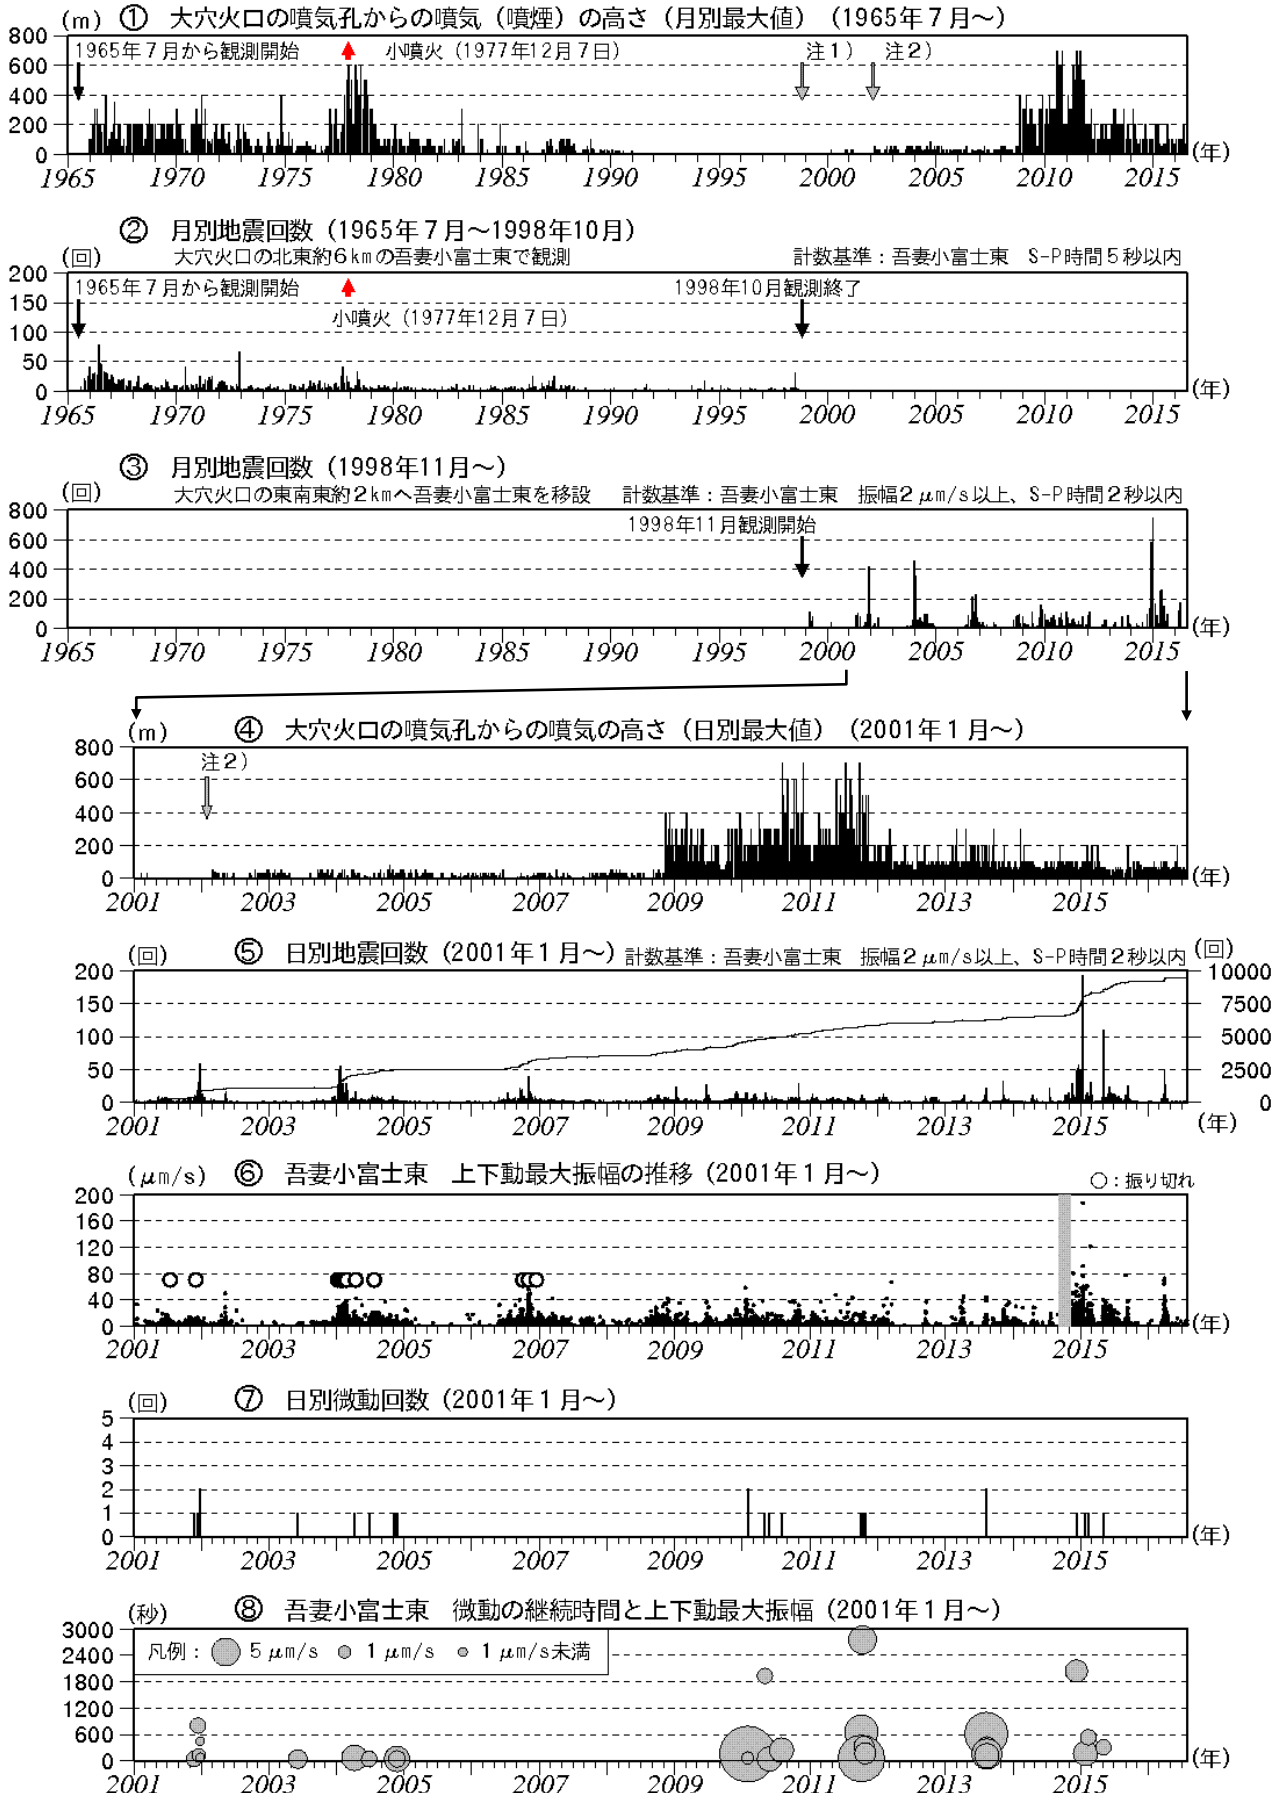 (m) ① 大穴火口の噴気孔からの噴気（噴煙）の高さ（月別最大値）（1965年７月～）
800
600
400
200
0
1965年７月から観測開始
小噴火（1977年12月７日）
注１）
注２）
1965 1970 1975 1980 1985 1990 1995 2000 2005 2010 2015 (年)
② 月別地震回数（1965年７月～1998年10月）
(回) 大穴火口の北東約６kmの吾妻小富士東で観測 計数基準：吾妻小富士東 S-P時間５秒以内
200
150
100
50
0
1965年７月から観測開始
小噴火（1977年12月７日）
1998年10月観測終了
1965 1970 1975 1980 1985 1990 1995 2000 2005 2010 2015 (年)
③ 月別地震回数（1998年11月～）
(回) 大穴火口の東南東約２kmへ吾妻小富士東を移設 計数基準：吾妻小富士東 振幅２μm/s以上、S-P時間２秒以内
800
600
400
200
0
1998年11月観測開始
1965 1970 1975 1980 1985 1990 1995 2000 2005 2010 2015 (年)
(m) ④ 大穴火口の噴気孔からの噴気の高さ（日別最大値）（2001年１月～）
800
600
400
200
0
注２）
2001 2003 2005 2007 2009 2011 2013 2015 (年)
(回) ⑤ 日別地震回数（2001年１月～） 計数基準：吾妻小富士東 振幅２μm/s以上、S-P時間２秒以内 (回)
200
150
100
50
0
10000
7500
5000
2500
0
2001 2003 2005 2007 2009 2011 2013 2015 (年)
(μm/s) ⑥ 吾妻小富士東 上下動最大振幅の推移（2001年１月～） ○：振り切れ
200
160
120
80
40
0
2001 2003 2005 2007 2009 2011 2013 2015 (年)
(回) ⑦ 日別微動回数（2001年１月～）
5
4
3
2
1
0
2001 2003 2005 2007 2009 2011 2013 2015 (年)
(秒) ⑧ 吾妻小富士東 微動の継続時間と上下動最大振幅（2001年１月～）
3000
2400
1800
1200
600
0
凡例： 5 μm/s 1 μm/s 1 μm/s未満
2001 2003 2005 2007 2009 2011 2013 2015 (年)